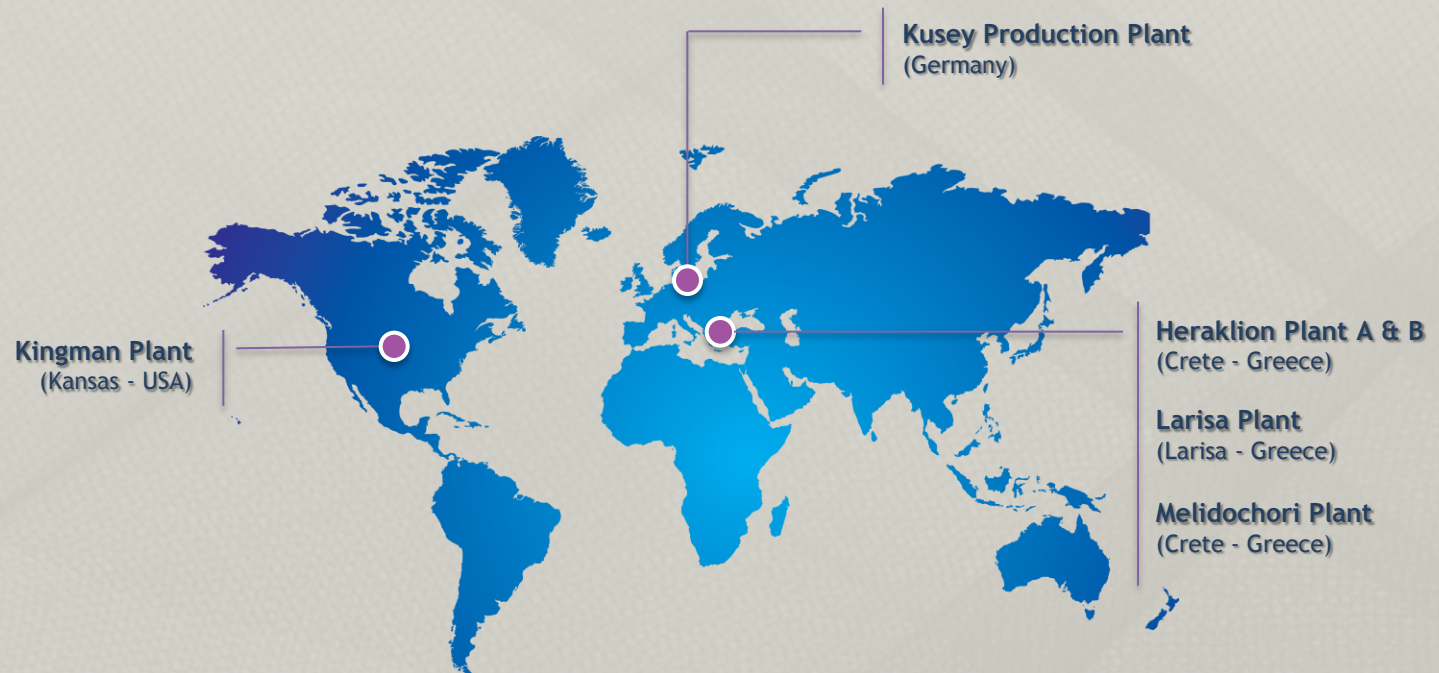 Kusey Production Plant
(Germany)
Kingman Plant
(Kansas - USA)
Heraklion Plant A & B
(Crete - Greece)
Larisa Plant
(Larisa - Greece)
Melidochori Plant
(Crete - Greece)